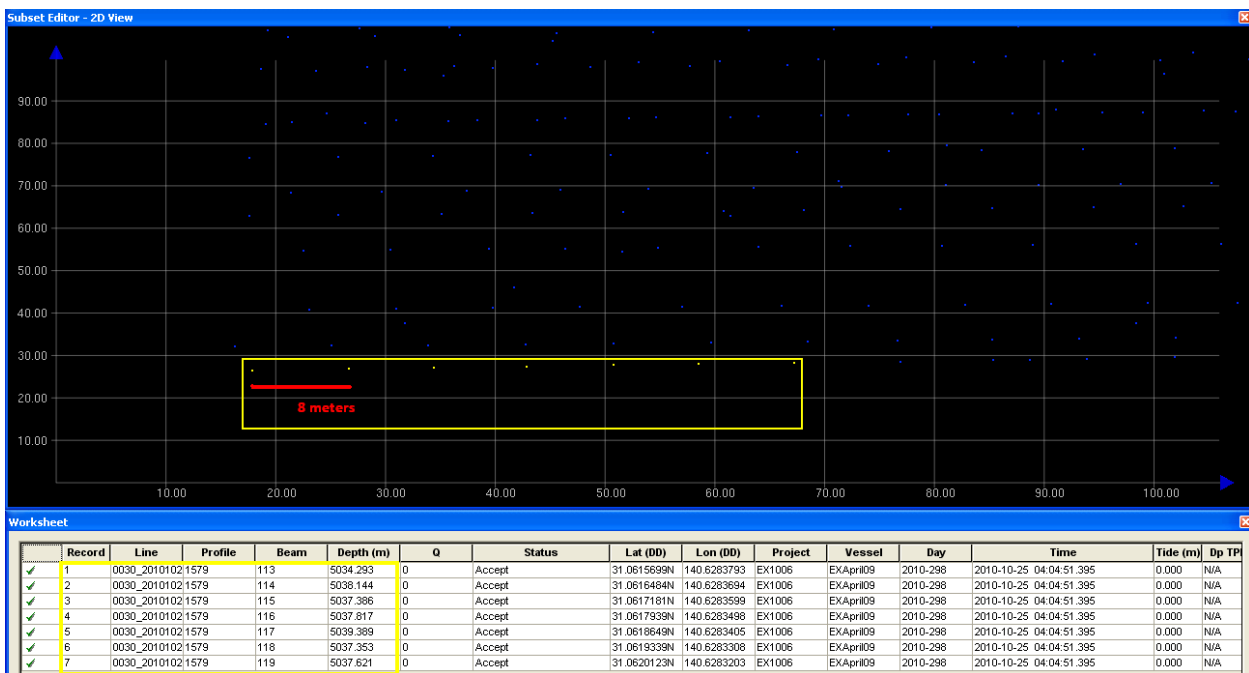 Subset Editor - 2D View
90.00
80.00
70.00
60.00
50.00
40.00
30.00
20.00
10.00
8 meters
10.00 20.00 30.00 40.00 50.00 60.00 70.00 80.00 90.00 100.00
Worksheet
Record Line Profile Beam Depth (m) Q Status Lat (DD) Lon (DD) Project Vessel Day Time Tide (m) Dp TPI
1 0030_2010102 1579 113 5034.293 0 Accept 31.0615699N 140.6283793 EX1006 EXApril09 2010-298 2010-10-25 04:04:51.395 0.000 N/A
2 0030_2010102 1579 114 5038.144 0 Accept 31.0616484N 140.6283694 EX1006 EXApril09 2010-298 2010-10-25 04:04:51.395 0.000 N/A
3 0030_2010102 1579 115 5037.386 0 Accept 31.0617181N 140.6283599 EX1006 EXApril09 2010-298 2010-10-25 04:04:51.395 0.000 N/A
4 0030_2010102 1579 116 5037.817 0 Accept 31.0617939N 140.6283498 EX1006 EXApril09 2010-298 2010-10-25 04:04:51.395 0.000 N/A
5 0030_2010102 1579 117 5039.389 0 Accept 31.0618649N 140.6283405 EX1006 EXApril09 2010-298 2010-10-25 04:04:51.395 0.000 N/A
6 0030_2010102 1579 118 5037.353 0 Accept 31.0619339N 140.6283308 EX1006 EXApril09 2010-298 2010-10-25 04:04:51.395 0.000 N/A
7 0030_2010102 1579 119 5037.621 0 Accept 31.0620123N 140.6283203 EX1006 EXApril09 2010-298 2010-10-25 04:04:51.395 0.000 N/A